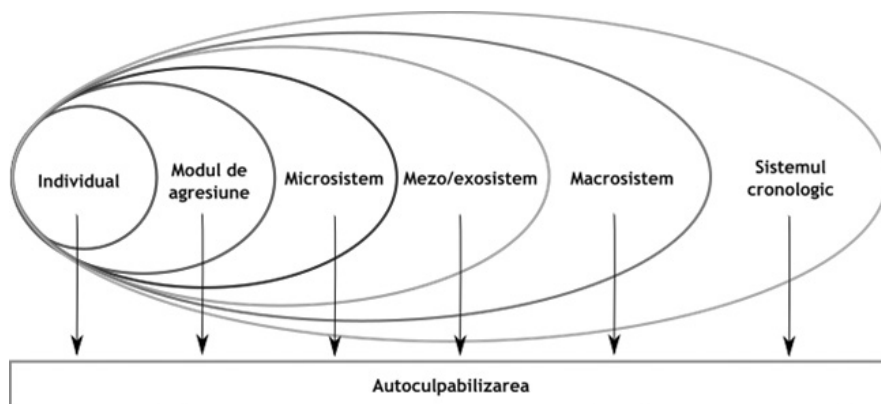 Individual
Modul de
agresiune
Microsistem
Mezo/exosistem
Macrosistem
Sistemul
cronologic
Autoculpabilizarea